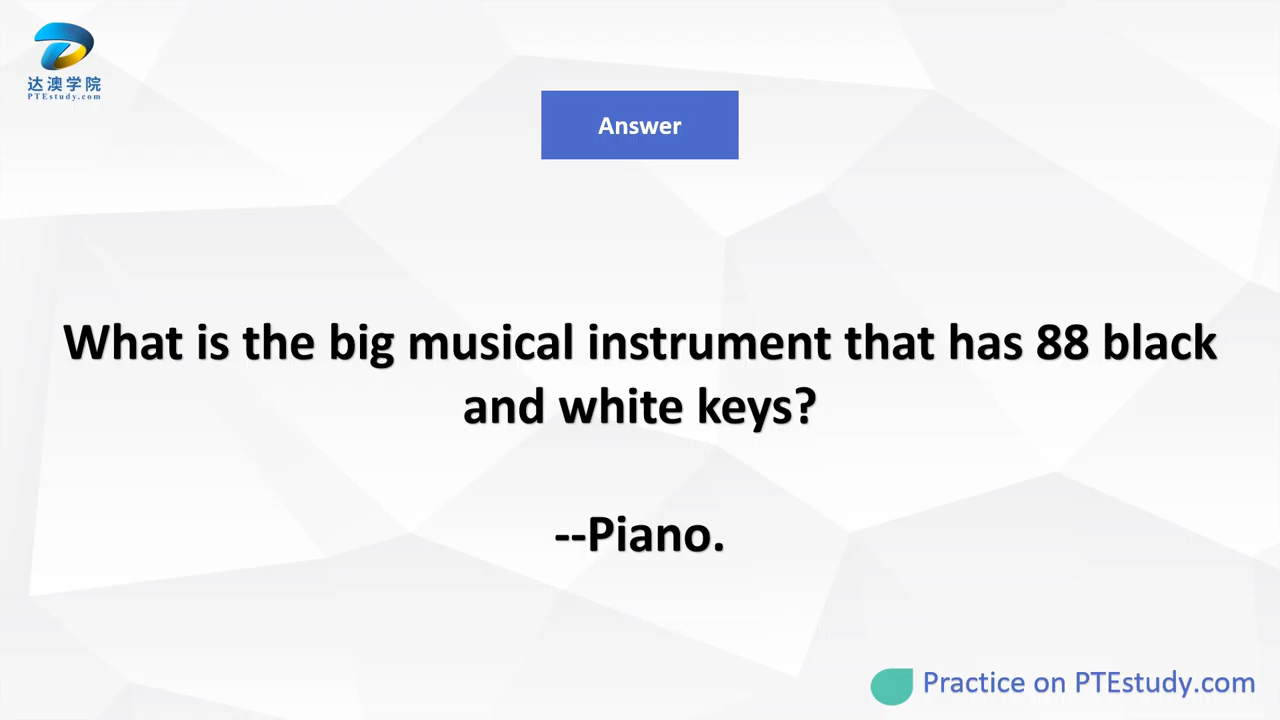 达澳学院
PTEstudy.com
Answer
What is the big musical instrument that has 88 black
and white keys?
--Piano.
Practice on PTEstudy.com